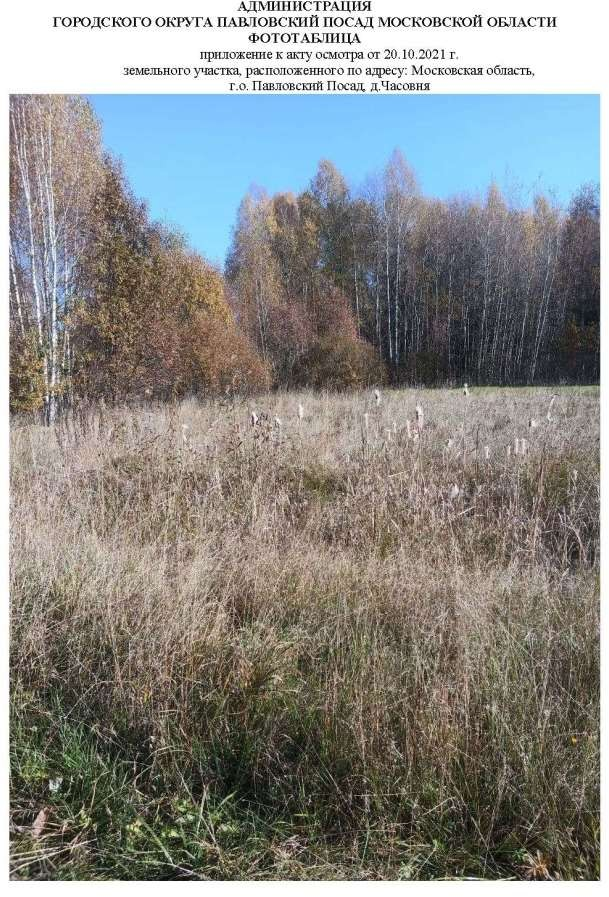 АДМИНИСТРАЦИЯ
ГОРОДСКОГО ОКРУГА ПАВЛОВСКИЙ ПОСАД МОСКОВСКОЙ ОБЛАСТИ
ФОТОТАБЛИЦА
приложение к акту осмотра от 20.10.2021 г.
земельного участка, расположенного по адресу: Московская область,
г.о. Павловский Посад, д.Часовня